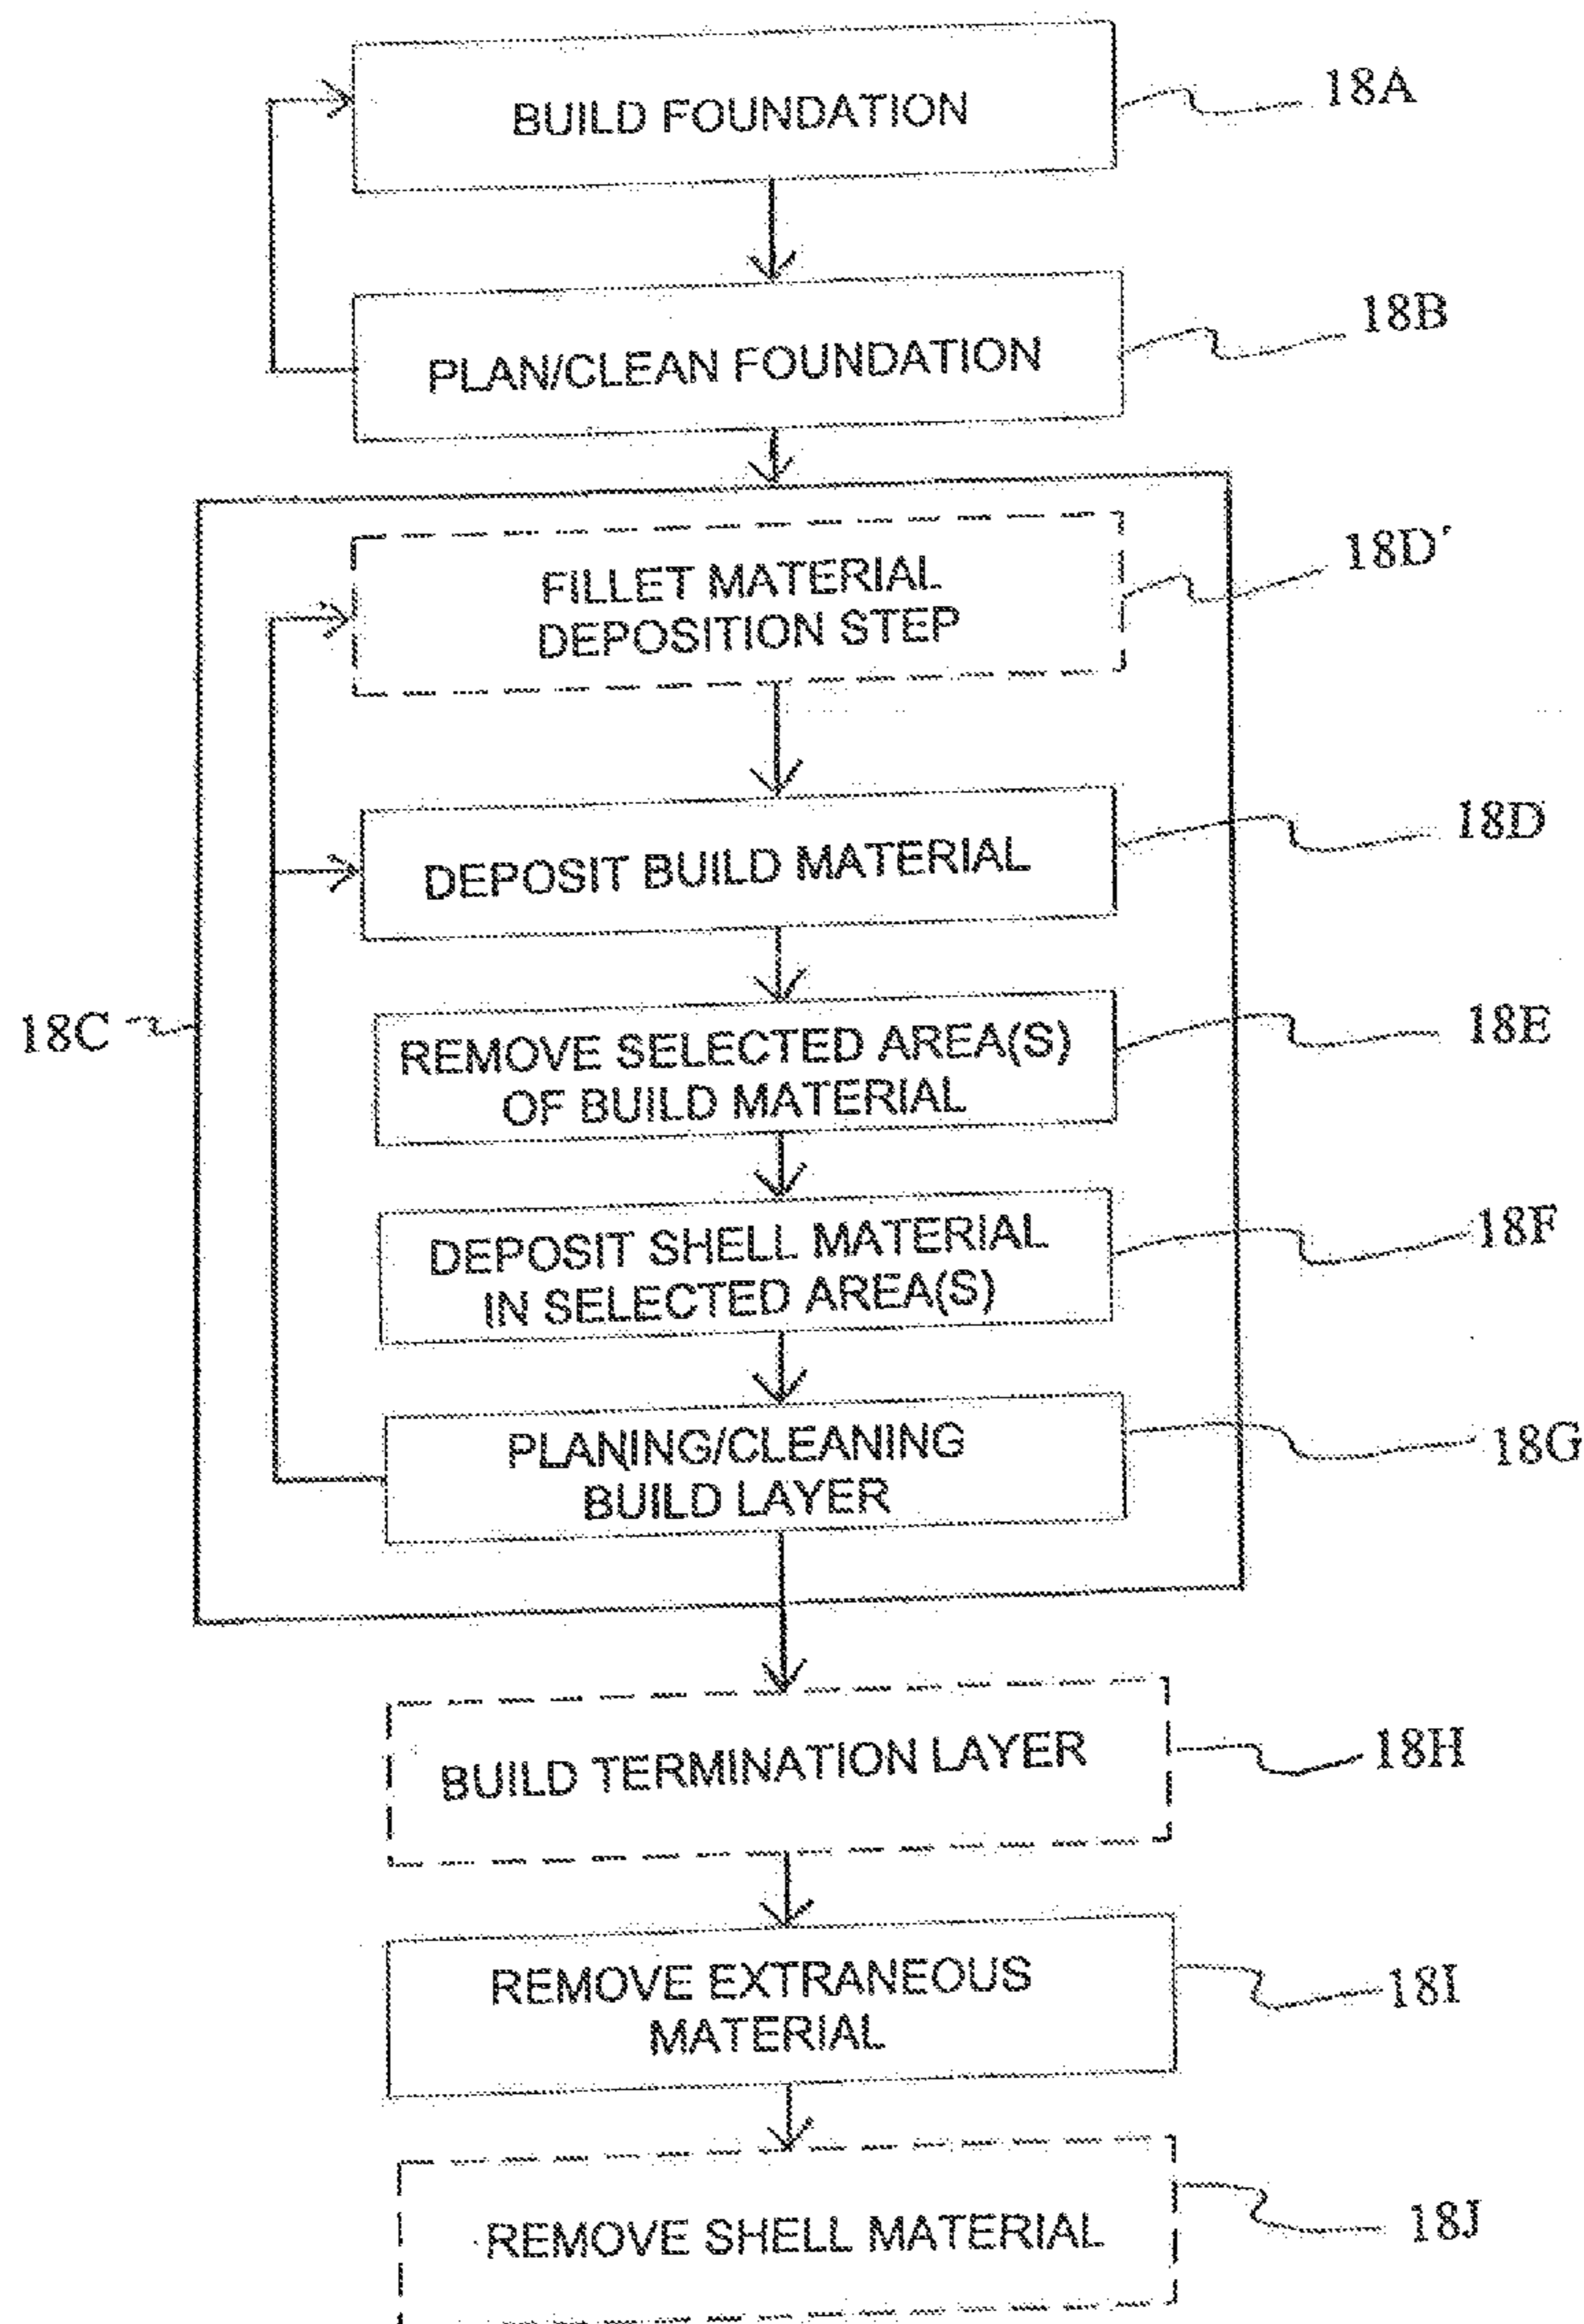 BUILD FOUNDATION
18A
PLAN/CLEAN FOUNDATION
18B
FILLET MATERIAL
DEPOSITION STEP
18D'
DEPOSIT BUILD MATERIAL
18D
18C
REMOVE SELECTED AREA(S)
OF BUILD MATERIAL
18E
DEPOSIT SHELL MATERIAL
IN SELECTED AREA(S)
18F
PLANING/CLEANING
BUILD LAYER
18G
BUILD TERMINATION LAYER
18H
REMOVE EXTRANEOUS
MATERIAL
18I
REMOVE SHELL MATERIAL
18J